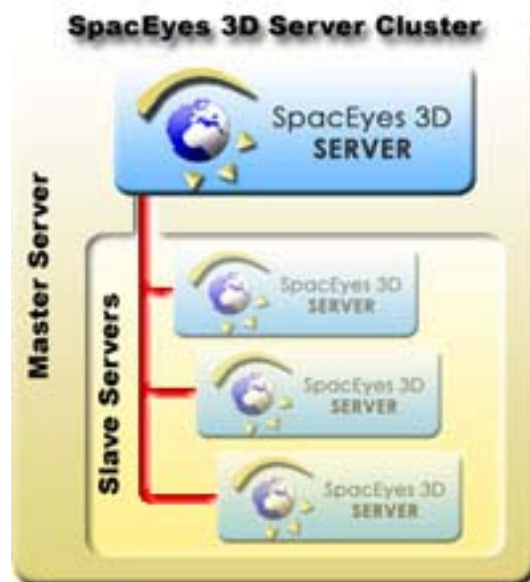 SpacEyes 3D Server Cluster
SpacEyes 3D
SERVER
Master Server
Slave Servers
SpacEyes 3D
SERVER
SpacEyes 3D
SERVER
SpacEyes 3D
SERVER